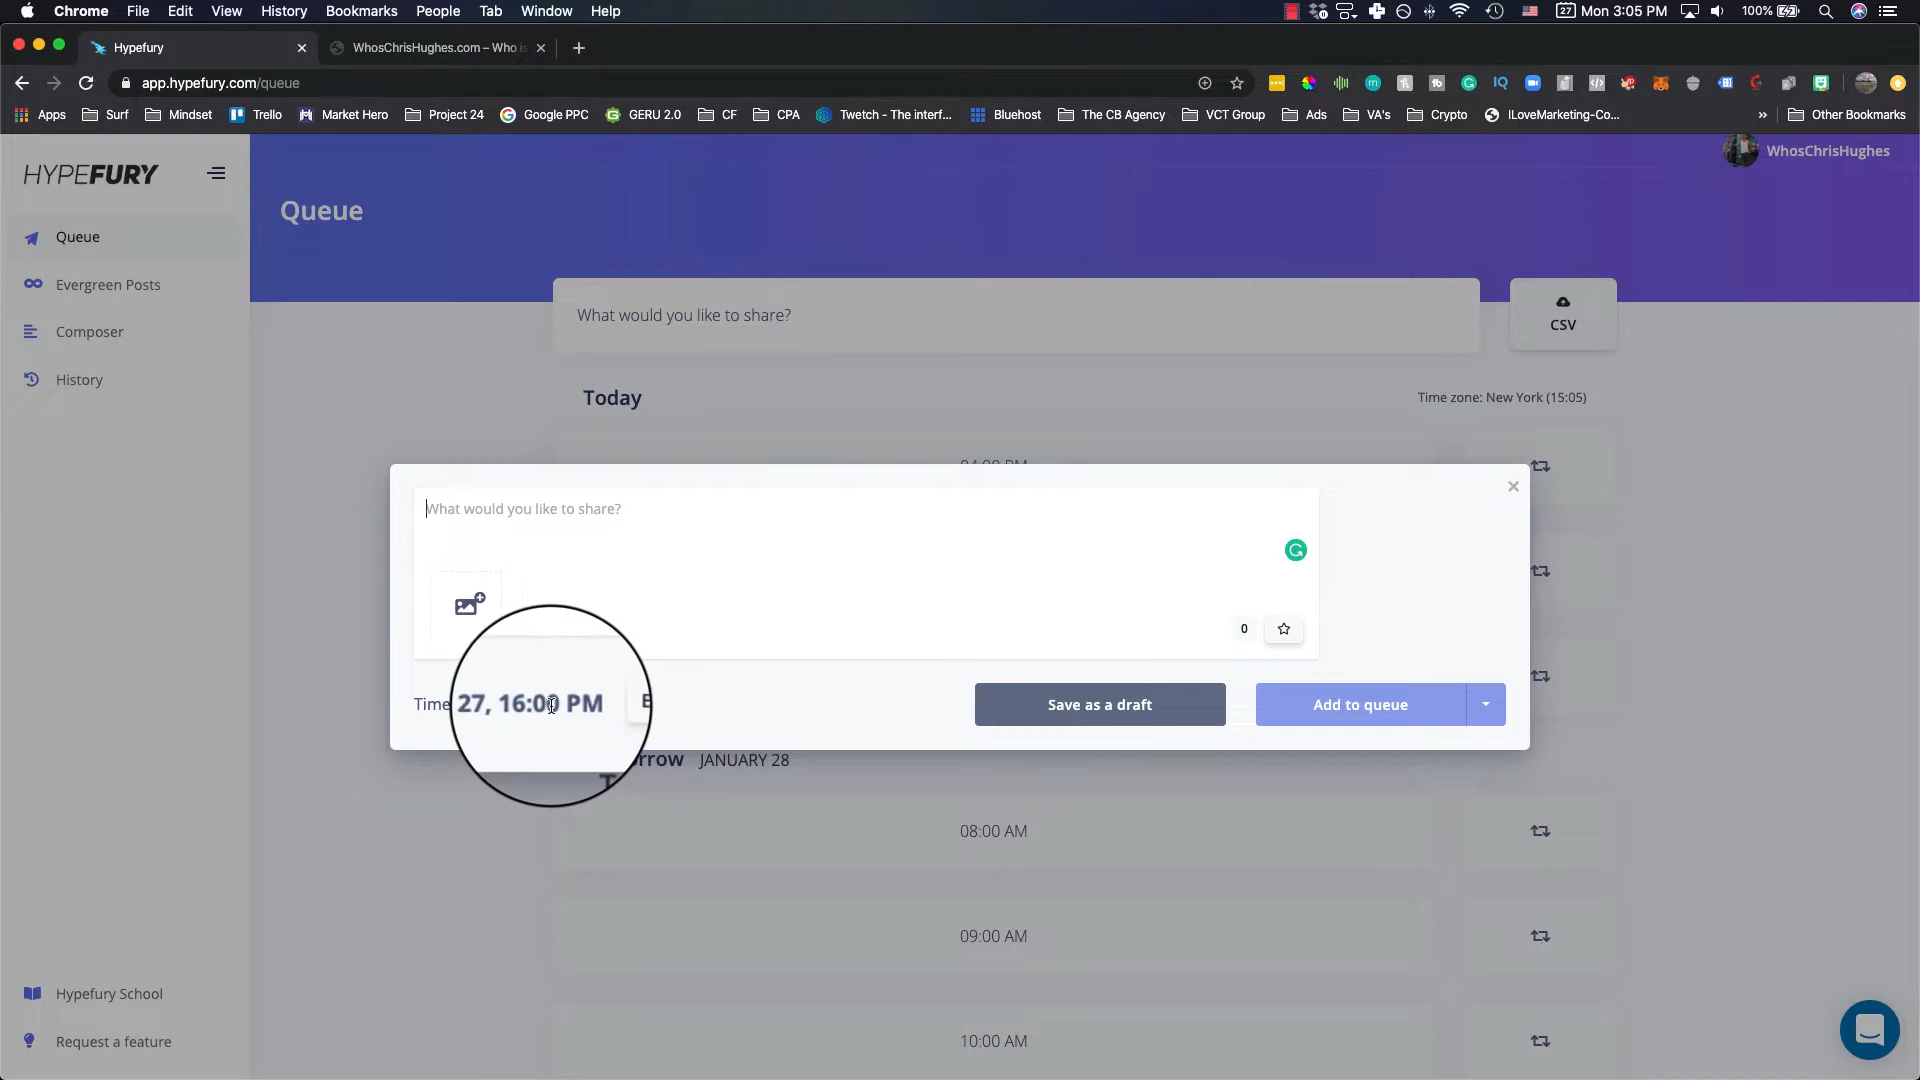 Chrome File Edit View History Bookmarks People Tab Window Help
27 Mon 3:05 PM 100%
Hypefury
WhosChrisHughes.com – Who is
app.hypefury.com/queue
Apps Surf Mindset Trello Market Hero Project 24 Google PPC GERU 2.0 CF CPA Twetch - The interf... Bluehost The CB Agency VCT Group Ads VA's Crypto ILoveMarketing-Co... » Other Bookmarks
HYPEFURY
WhosChrisHughes
Queue
Queue
Evergreen Posts
Composer
History
What would you like to share?
CSV
Today
Time zone: New York (15:05)
04:00 PM
What would you like to share?
0
Time 27, 16:00 PM
Save as a draft
Add to queue
rrow JANUARY 28
08:00 AM
09:00 AM
10:00 AM
Hypefury School
Request a feature